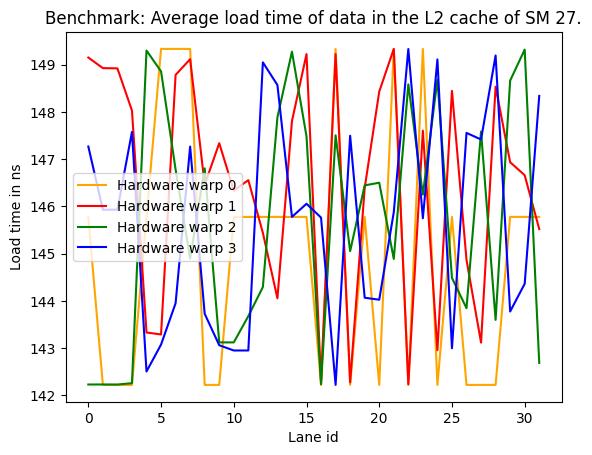 Benchmark: Average load time of data in the L2 cache of SM 27.
Load time in ns
149
148
147
146
145
144
143
142
Hardware warp 0
Hardware warp 1
Hardware warp 2
Hardware warp 3
0 5 10 15 20 25 30
Lane id